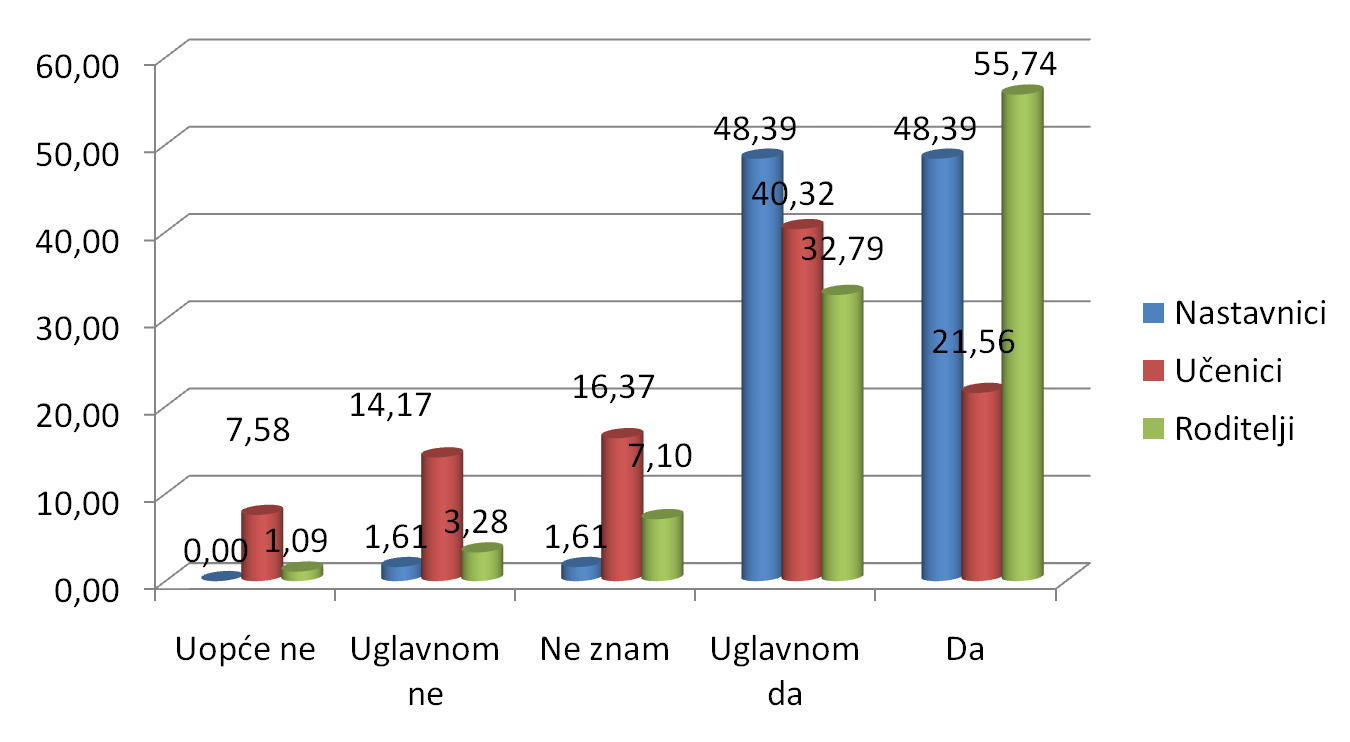 60,00
50,00
40,00
30,00
20,00
10,00
0,00
0,00
7,58
1,09
1,61
14,17
3,28
1,61
16,37
7,10
48,39
40,32
32,79
48,39
21,56
55,74
Uopće ne
Uglavnom
ne
Ne znam
Uglavnom
da
Da
Nastavnici
Učenici
Roditelji